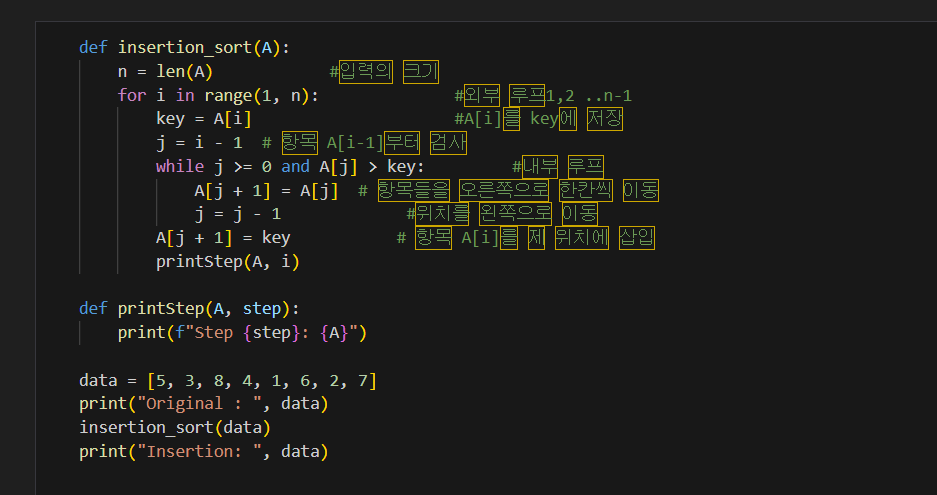 def insertion_sort(A):
    n = len(A)            #입력의 크기
    for i in range(1, n):              #외부 루프1,2 ..n-1
        key = A[i]                     #A[i]를 key에 저장
        j = i - 1  # 항목 A[i-1]부터 검사
        while j >= 0 and A[j] > key:         #내부 루프
            A[j + 1] = A[j]  # 항목들을 오른쪽으로 한칸씩 이동
            j = j - 1             #위치를 왼쪽으로 이동
        A[j + 1] = key           # 항목 A[i]를 제 위치에 삽입
        printStep(A, i)

def printStep(A, step):
    print(f"Step {step}: {A}")

data = [5, 3, 8, 4, 1, 6, 2, 7]
print("Original : ", data)
insertion_sort(data)
print("Insertion: ", data)